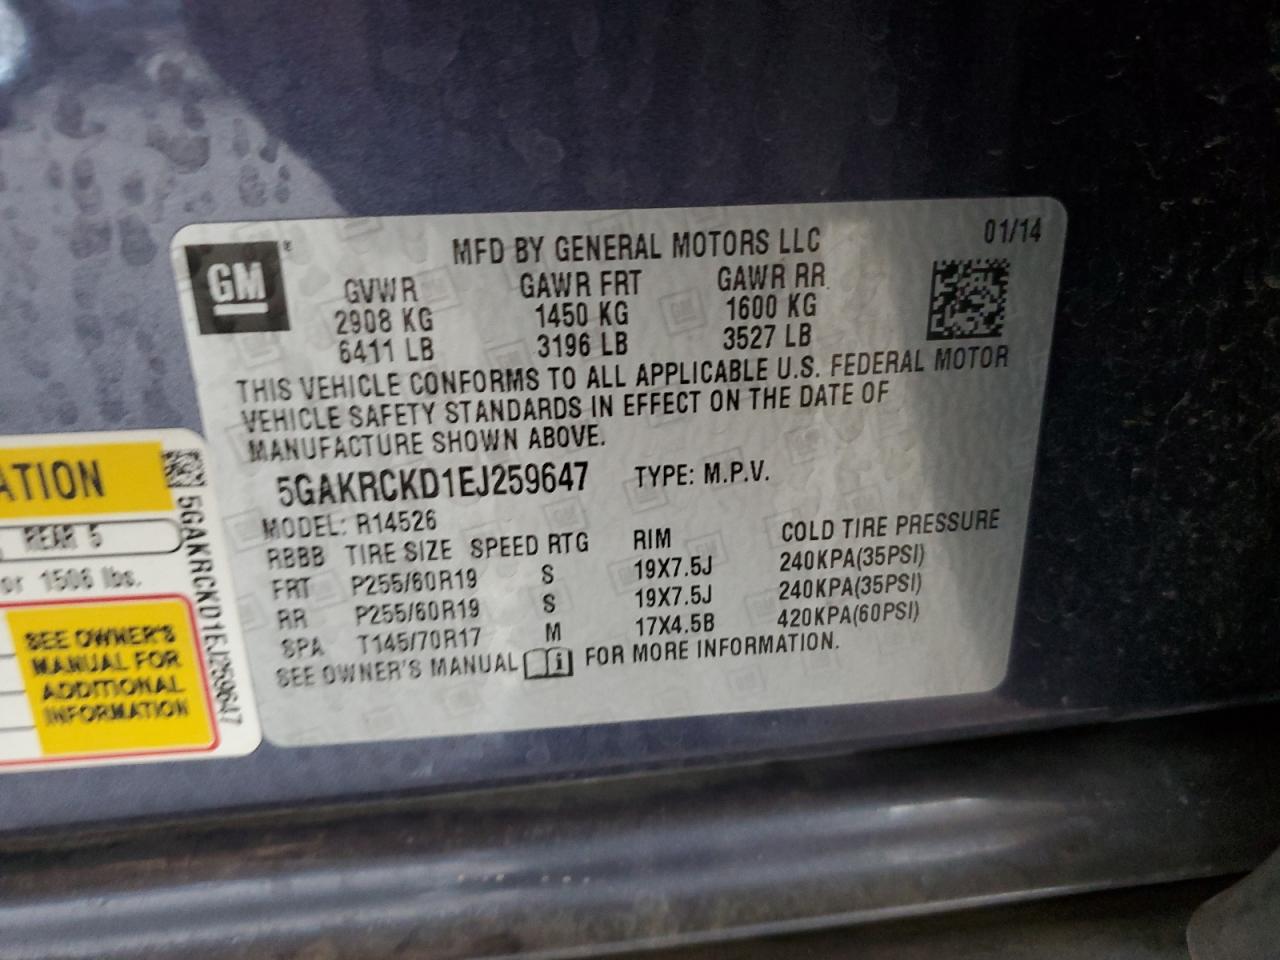 GM ®
MFD BY GENERAL MOTORS LLC 01/14
GVWR GAWR FRT GAWR RR
2908 KG 1450 KG 1600 KG
6411 LB 3196 LB 3527 LB
THIS VEHICLE CONFORMS TO ALL APPLICABLE U.S. FEDERAL MOTOR
VEHICLE SAFETY STANDARDS IN EFFECT ON THE DATE OF
MANUFACTURE SHOWN ABOVE.
5GAKRCKD1EJ259647 TYPE: M.P.V.
MODEL: R14526
RBBB TIRE SIZE SPEED RTG RIM COLD TIRE PRESSURE
FRT P255/60R19 S 19X7.5J 240KPA(35PSI)
RR P255/60R19 S 19X7.5J 240KPA(35PSI)
SPA T145/70R17 M 17X4.5B 420KPA(60PSI)
SEE OWNER'S MANUAL i FOR MORE INFORMATION.
ATION
REAR 5
or 1506 lbs.
SEE OWNER'S
MANUAL FOR
ADDITIONAL
INFORMATION
5GAKRCKD1EJ259647